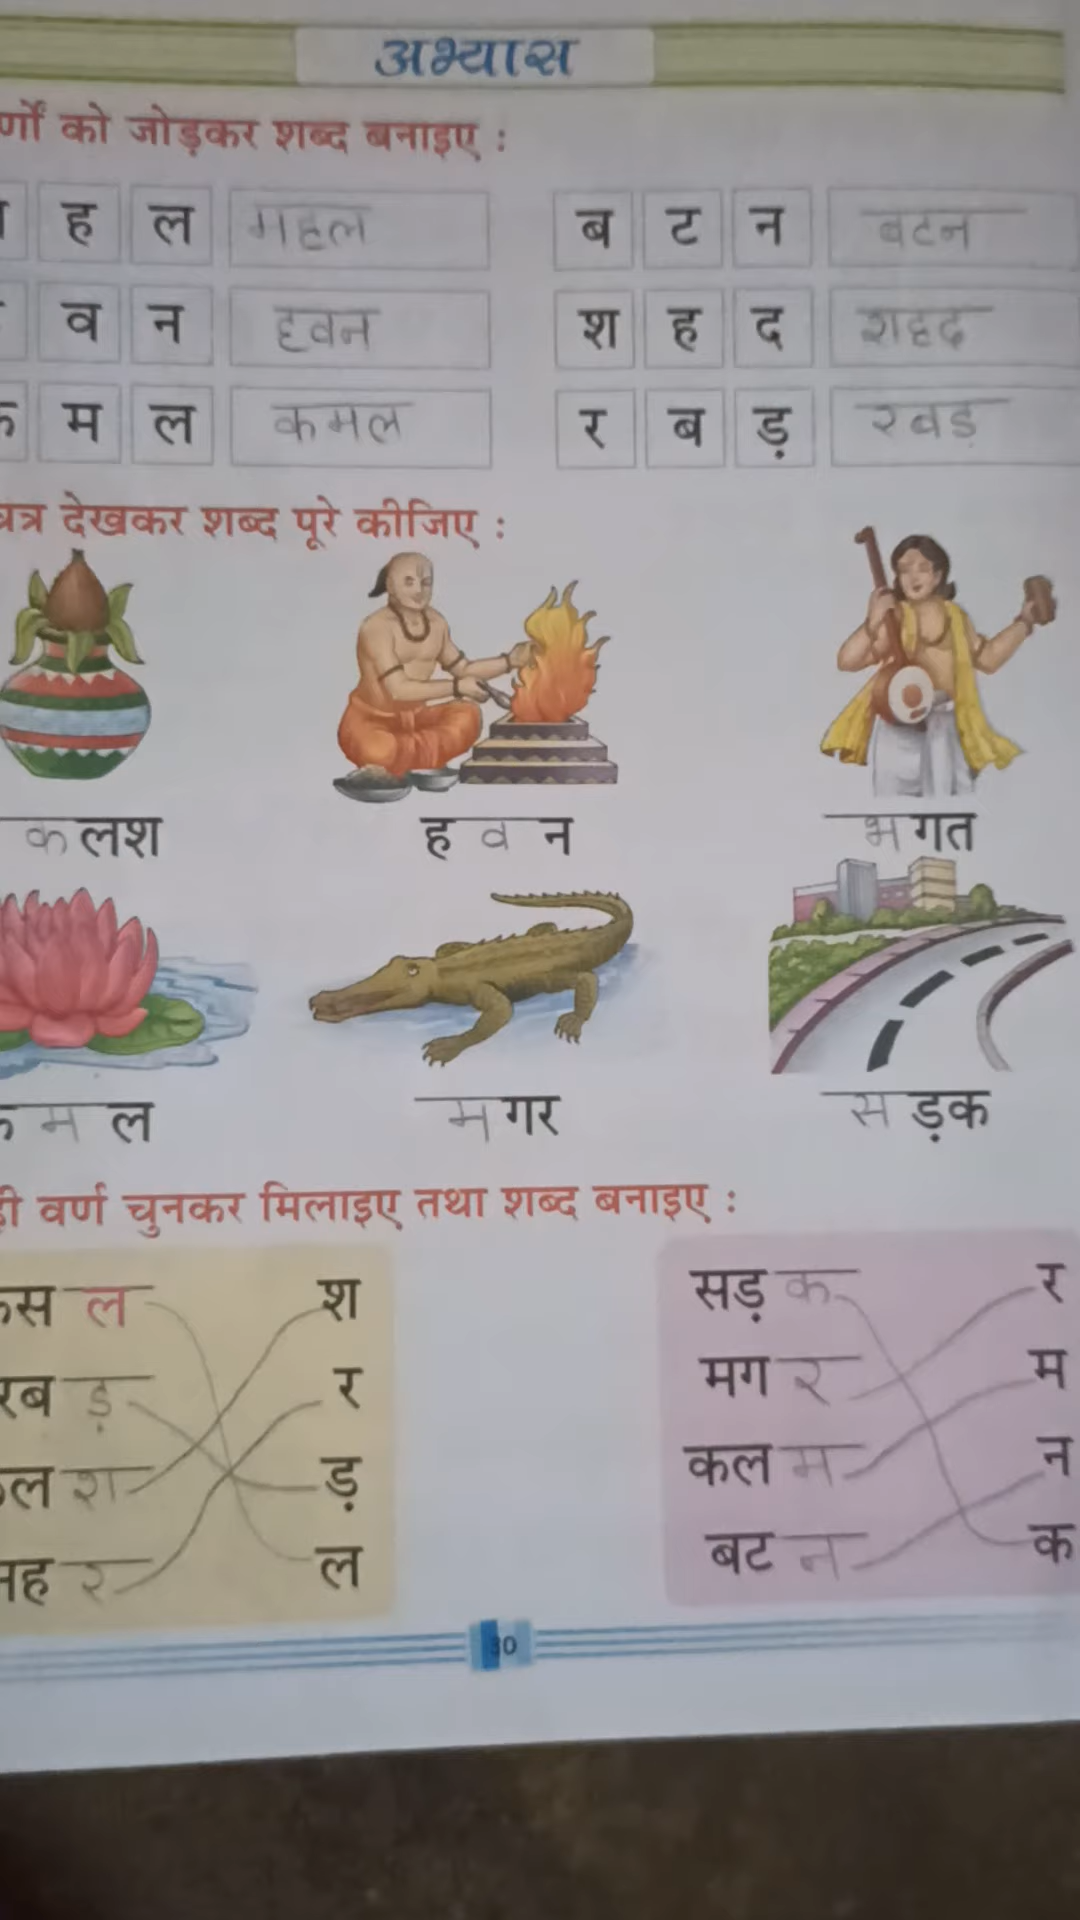 अभ्यास
को जोड़कर शब्द बनाइए :
ह ल महल ब ट न बटन
व न हवन श ह द शहद
म ल कमल र ब ड़ रबड़
देखकर शब्द पूरे कीजिए :
कलश ह व न भगत
म ल मगर सड़क
वर्ण चुनकर मिलाइए तथा शब्द बनाइए :
स ल श सड़ क र
रब ड़ र मग र म
ल श ड़ कल म न
ह र ल बट न क
30